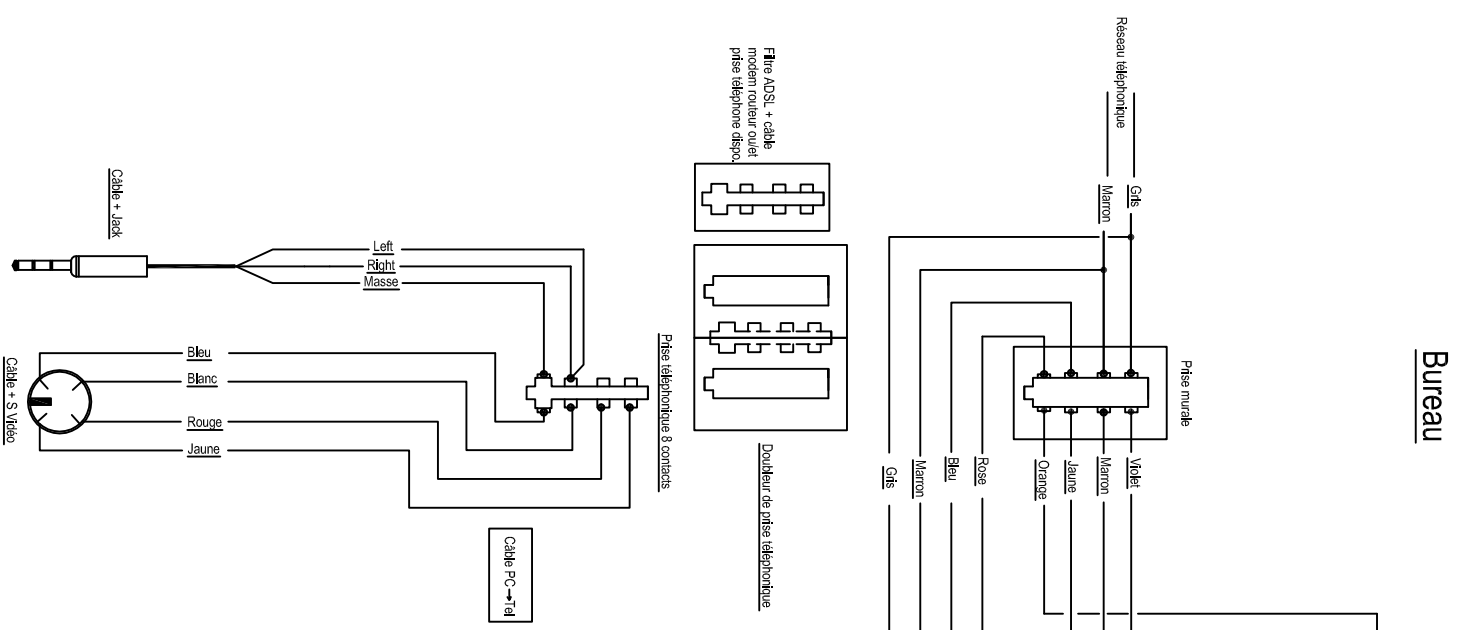 Bureau
Réseau téléphonique
Gris
Marron
Prise murale
Violet
Marron
Jaune
Orange
Rose
Bleu
Marron
Gris
Filtre ADSL + câble
modem routeur ou/et
prise téléphone dispo.
Doubleur de prise téléphonique
Prise téléphonique 8 contacts
Câble PC→Tel
Câble + Jack
Left
Right
Masse
Bleu
Blanc
Rouge
Jaune
Câble + S Vidéo